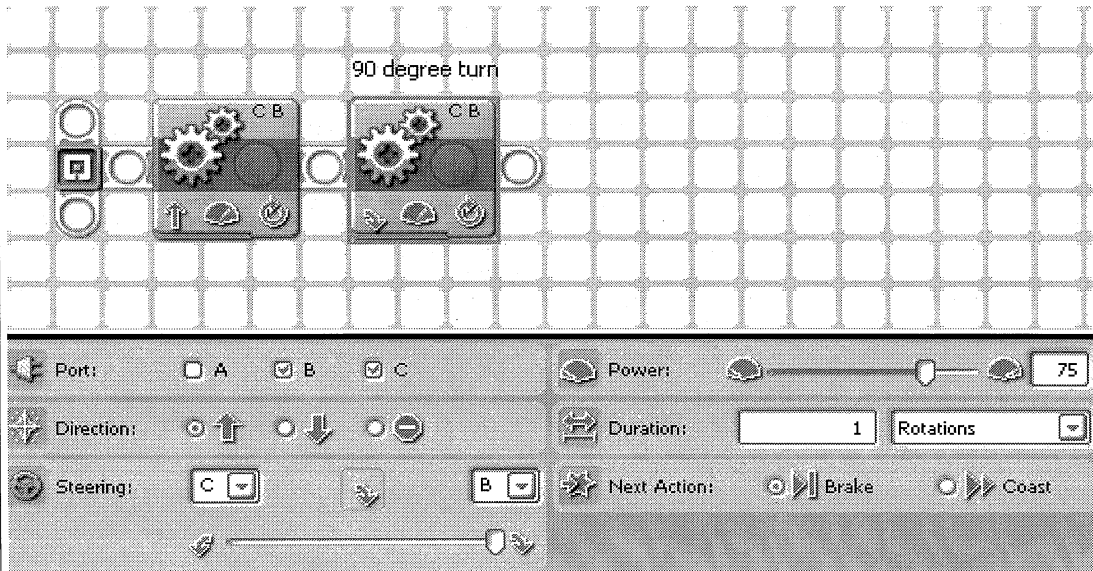 90 degree turn
C B
C B
Port: A B C
Power: 75
Direction:
Duration: 1 Rotations
Steering: C B
Next Action: Brake Coast